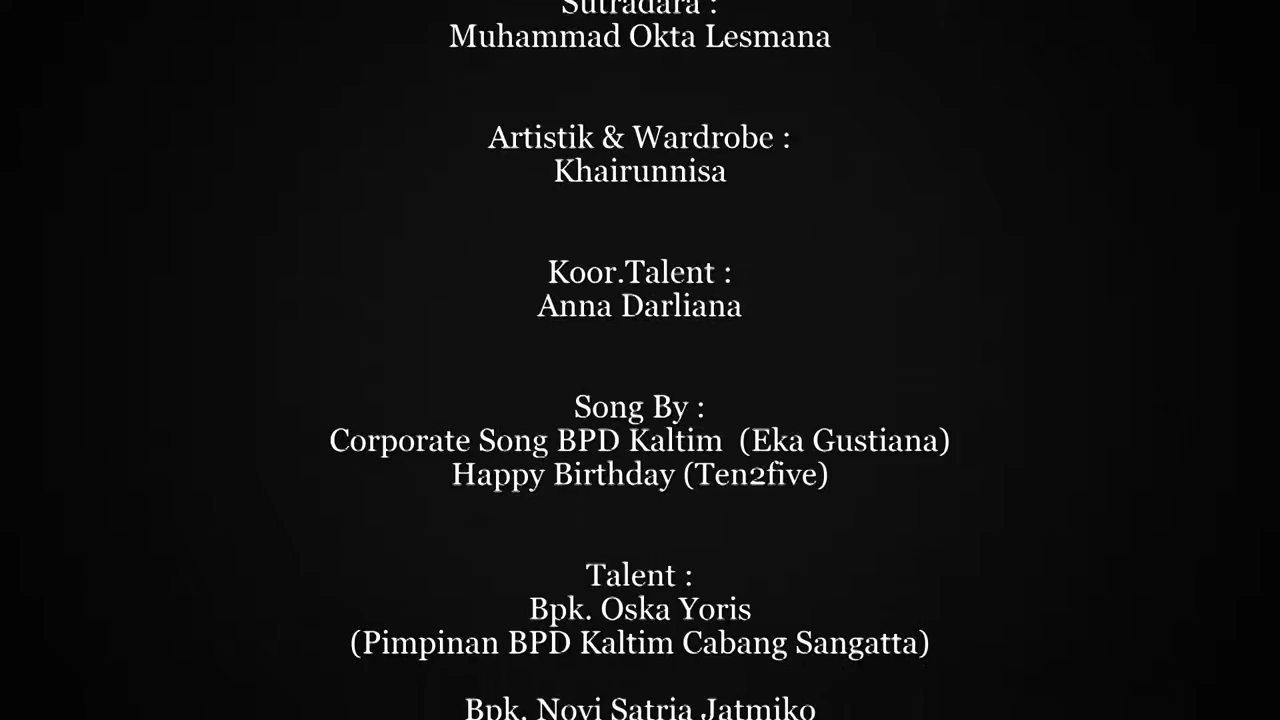 Sutradara :
Muhammad Okta Lesmana
Artistik & Wardrobe :
Khairunnisa
Koor.Talent :
Anna Darliana
Song By :
Corporate Song BPD Kaltim  (Eka Gustiana)
Happy Birthday (Ten2five)
Talent :
Bpk. Oska Yoris
(Pimpinan BPD Kaltim Cabang Sangatta)
Bpk. Novi Satria Jatmiko